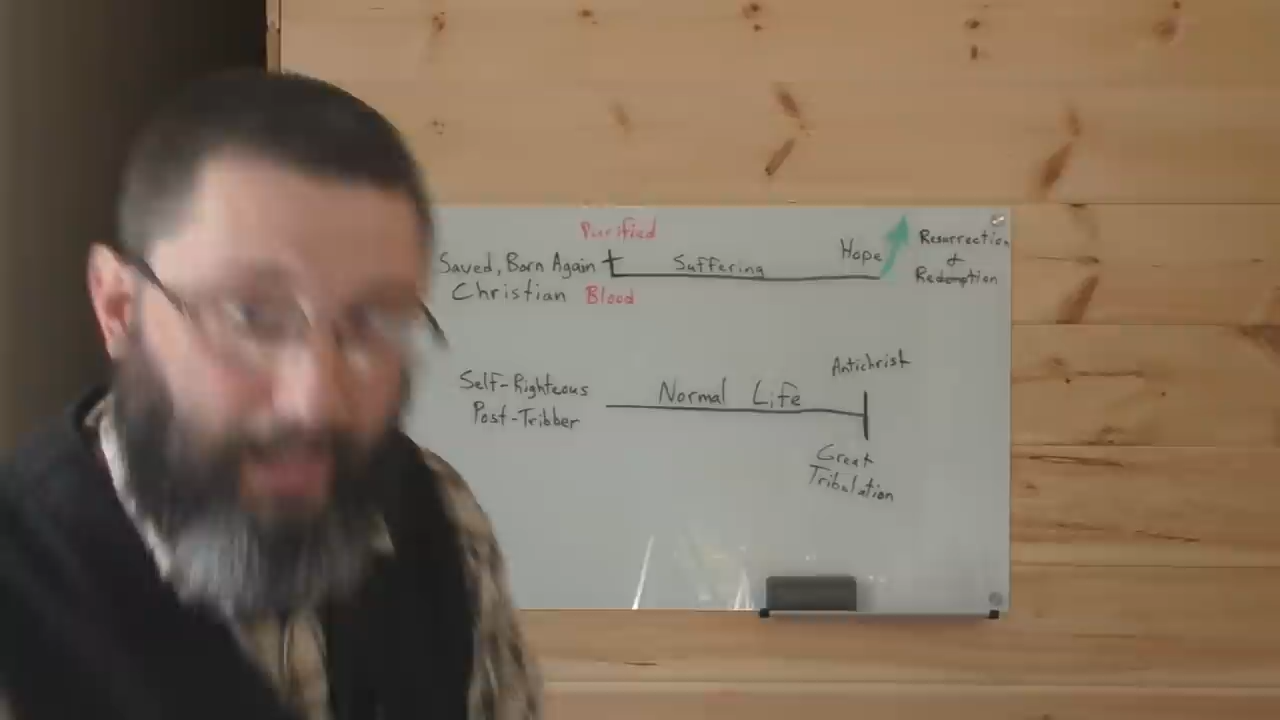 Purified
Saved, Born Again
Christian Blood
Suffering
Hope
Resurrection
&
Redemption
Self-Righteous
Post-Tribber
Normal Life
Antichrist
Great
Tribulation